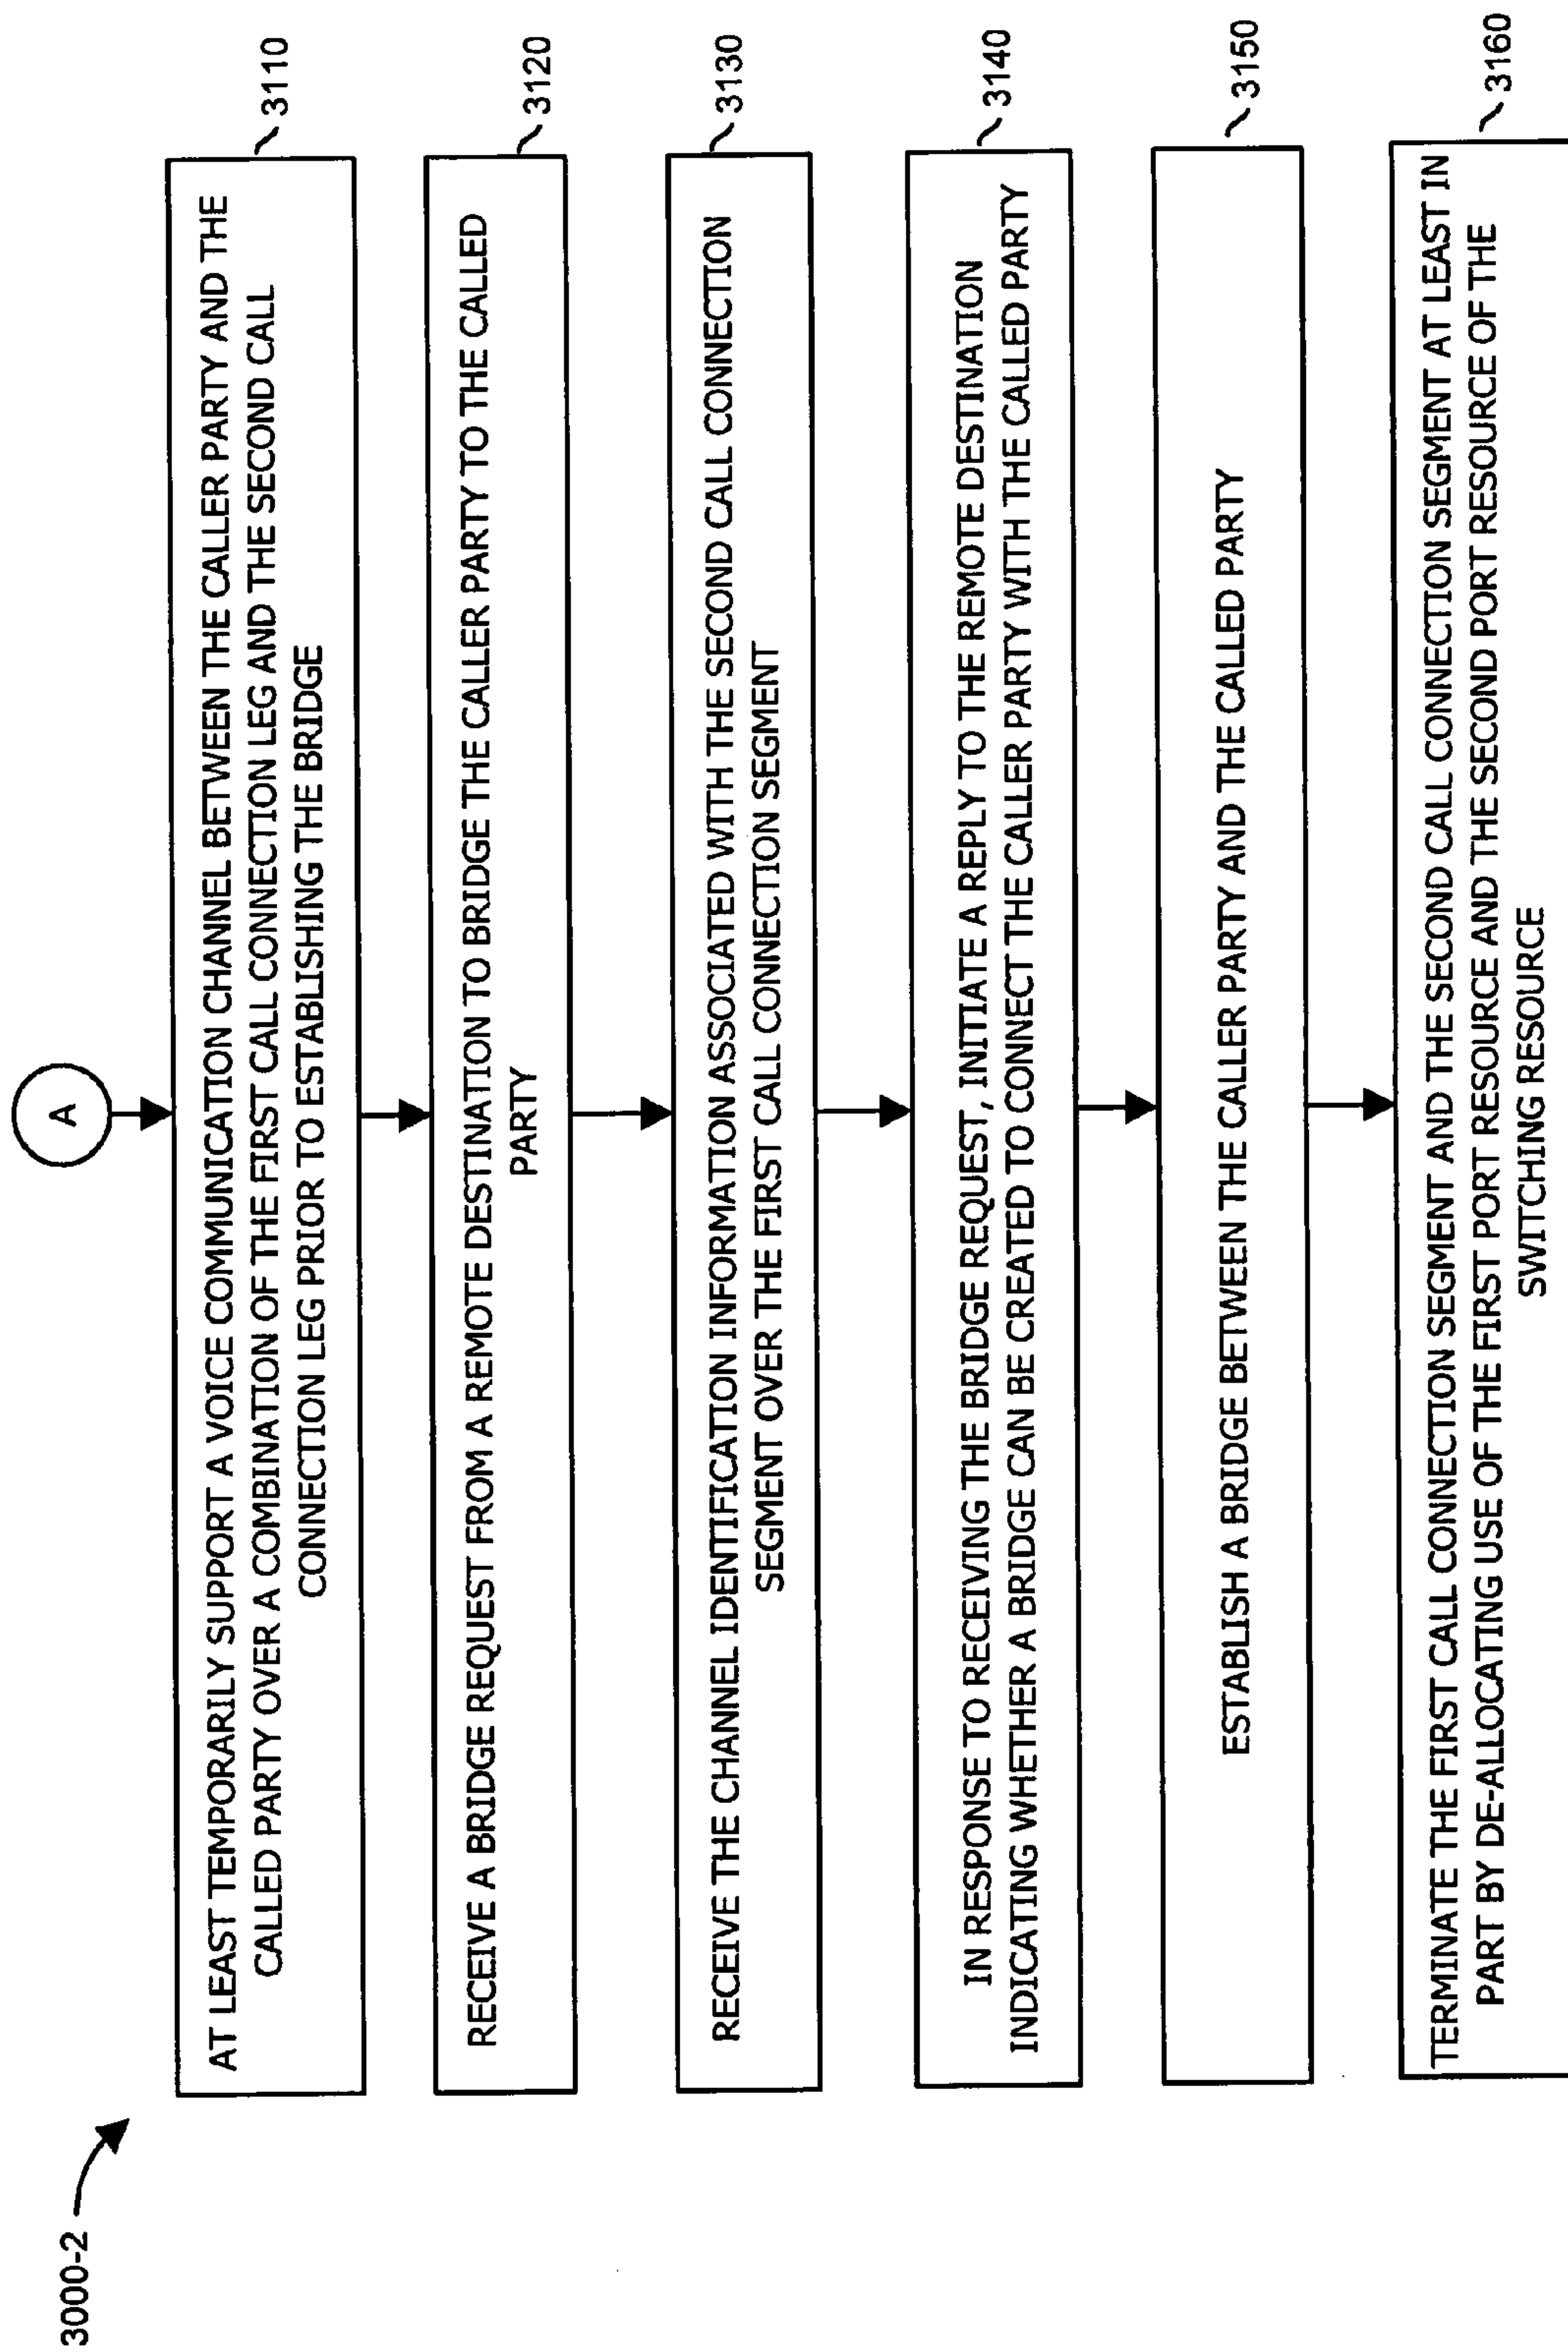 3000-2
A
AT LEAST TEMPORARILY SUPPORT A VOICE COMMUNICATION CHANNEL BETWEEN THE CALLER PARTY AND THE
CALLED PARTY OVER A COMBINATION OF THE FIRST CALL CONNECTION LEG AND THE SECOND CALL
CONNECTION LEG PRIOR TO ESTABLISHING THE BRIDGE
3110
RECEIVE A BRIDGE REQUEST FROM A REMOTE DESTINATION TO BRIDGE THE CALLER PARTY TO THE CALLED
PARTY
3120
RECEIVE THE CHANNEL IDENTIFICATION INFORMATION ASSOCIATED WITH THE SECOND CALL CONNECTION
SEGMENT OVER THE FIRST CALL CONNECTION SEGMENT
3130
IN RESPONSE TO RECEIVING THE BRIDGE REQUEST, INITIATE A REPLY TO THE REMOTE DESTINATION
INDICATING WHETHER A BRIDGE CAN BE CREATED TO CONNECT THE CALLER PARTY WITH THE CALLED PARTY
3140
ESTABLISH A BRIDGE BETWEEN THE CALLER PARTY AND THE CALLED PARTY
3150
TERMINATE THE FIRST CALL CONNECTION SEGMENT AND THE SECOND CALL CONNECTION SEGMENT AT LEAST IN
PART BY DE-ALLOCATING USE OF THE FIRST PORT RESOURCE AND THE SECOND PORT RESOURCE OF THE
SWITCHING RESOURCE
3160